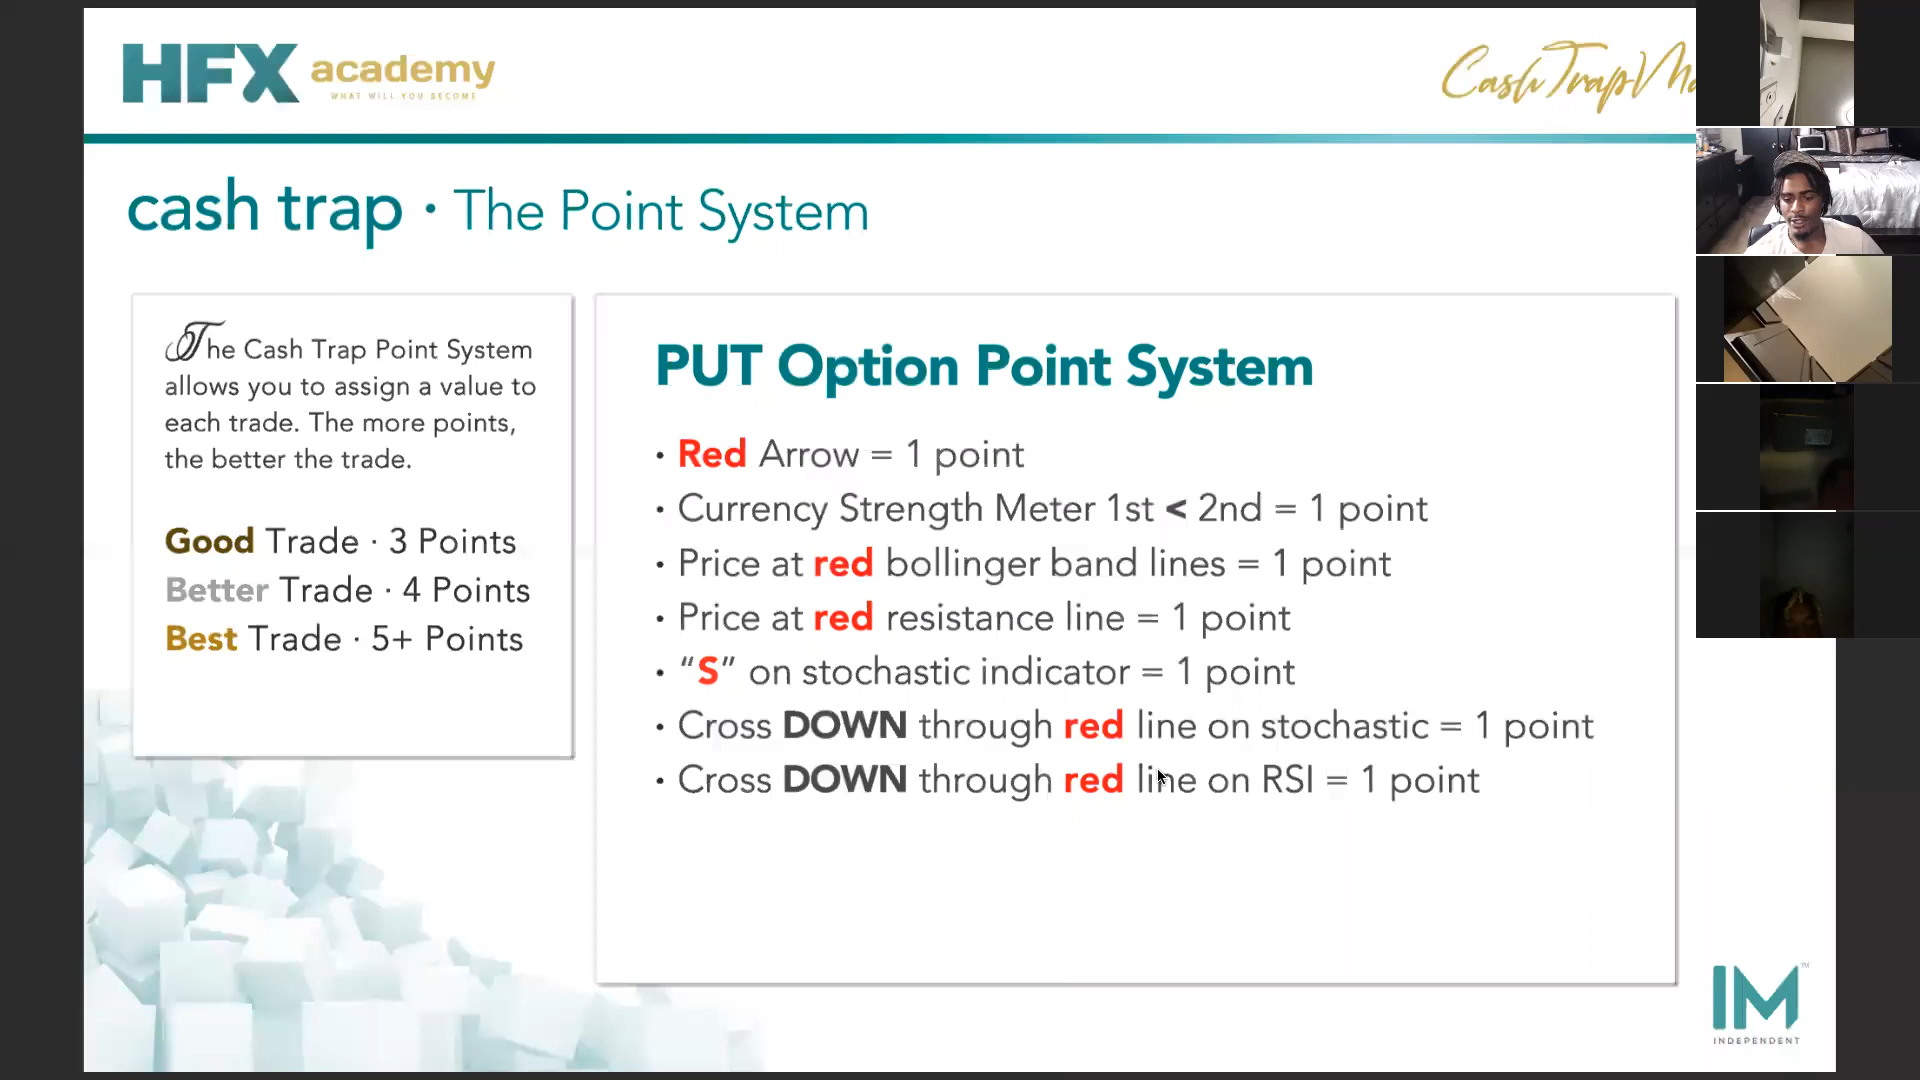 HFX academy
WHAT WILL YOU BECOME
Cash Trap
cash trap · The Point System
The Cash Trap Point System
allows you to assign a value to
each trade. The more points,
the better the trade.
Good Trade · 3 Points
Better Trade · 4 Points
Best Trade · 5+ Points
PUT Option Point System
· Red Arrow = 1 point
· Currency Strength Meter 1st < 2nd = 1 point
· Price at red bollinger band lines = 1 point
· Price at red resistance line = 1 point
· “S” on stochastic indicator = 1 point
· Cross DOWN through red line on stochastic = 1 point
· Cross DOWN through red line on RSI = 1 point
IM™
INDEPENDENT